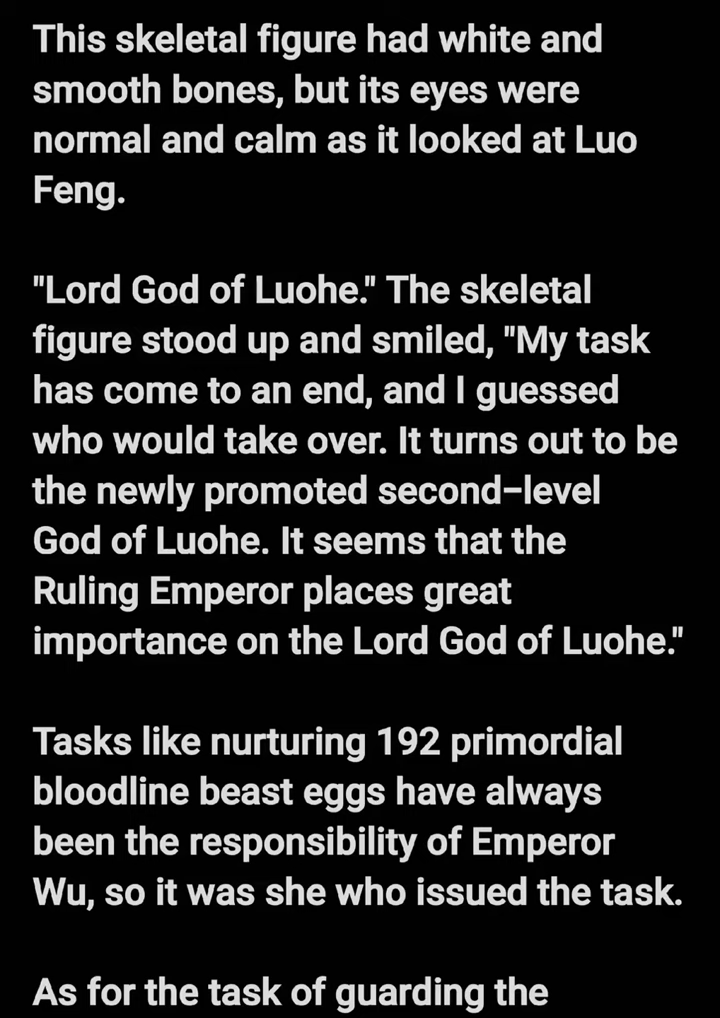 This skeletal figure had white and
smooth bones, but its eyes were
normal and calm as it looked at Luo
Feng.
"Lord God of Luohe." The skeletal
figure stood up and smiled, "My task
has come to an end, and I guessed
who would take over. It turns out to be
the newly promoted second-level
God of Luohe. It seems that the
Ruling Emperor places great
importance on the Lord God of Luohe."
Tasks like nurturing 192 primordial
bloodline beast eggs have always
been the responsibility of Emperor
Wu, so it was she who issued the task.
As for the task of guarding the